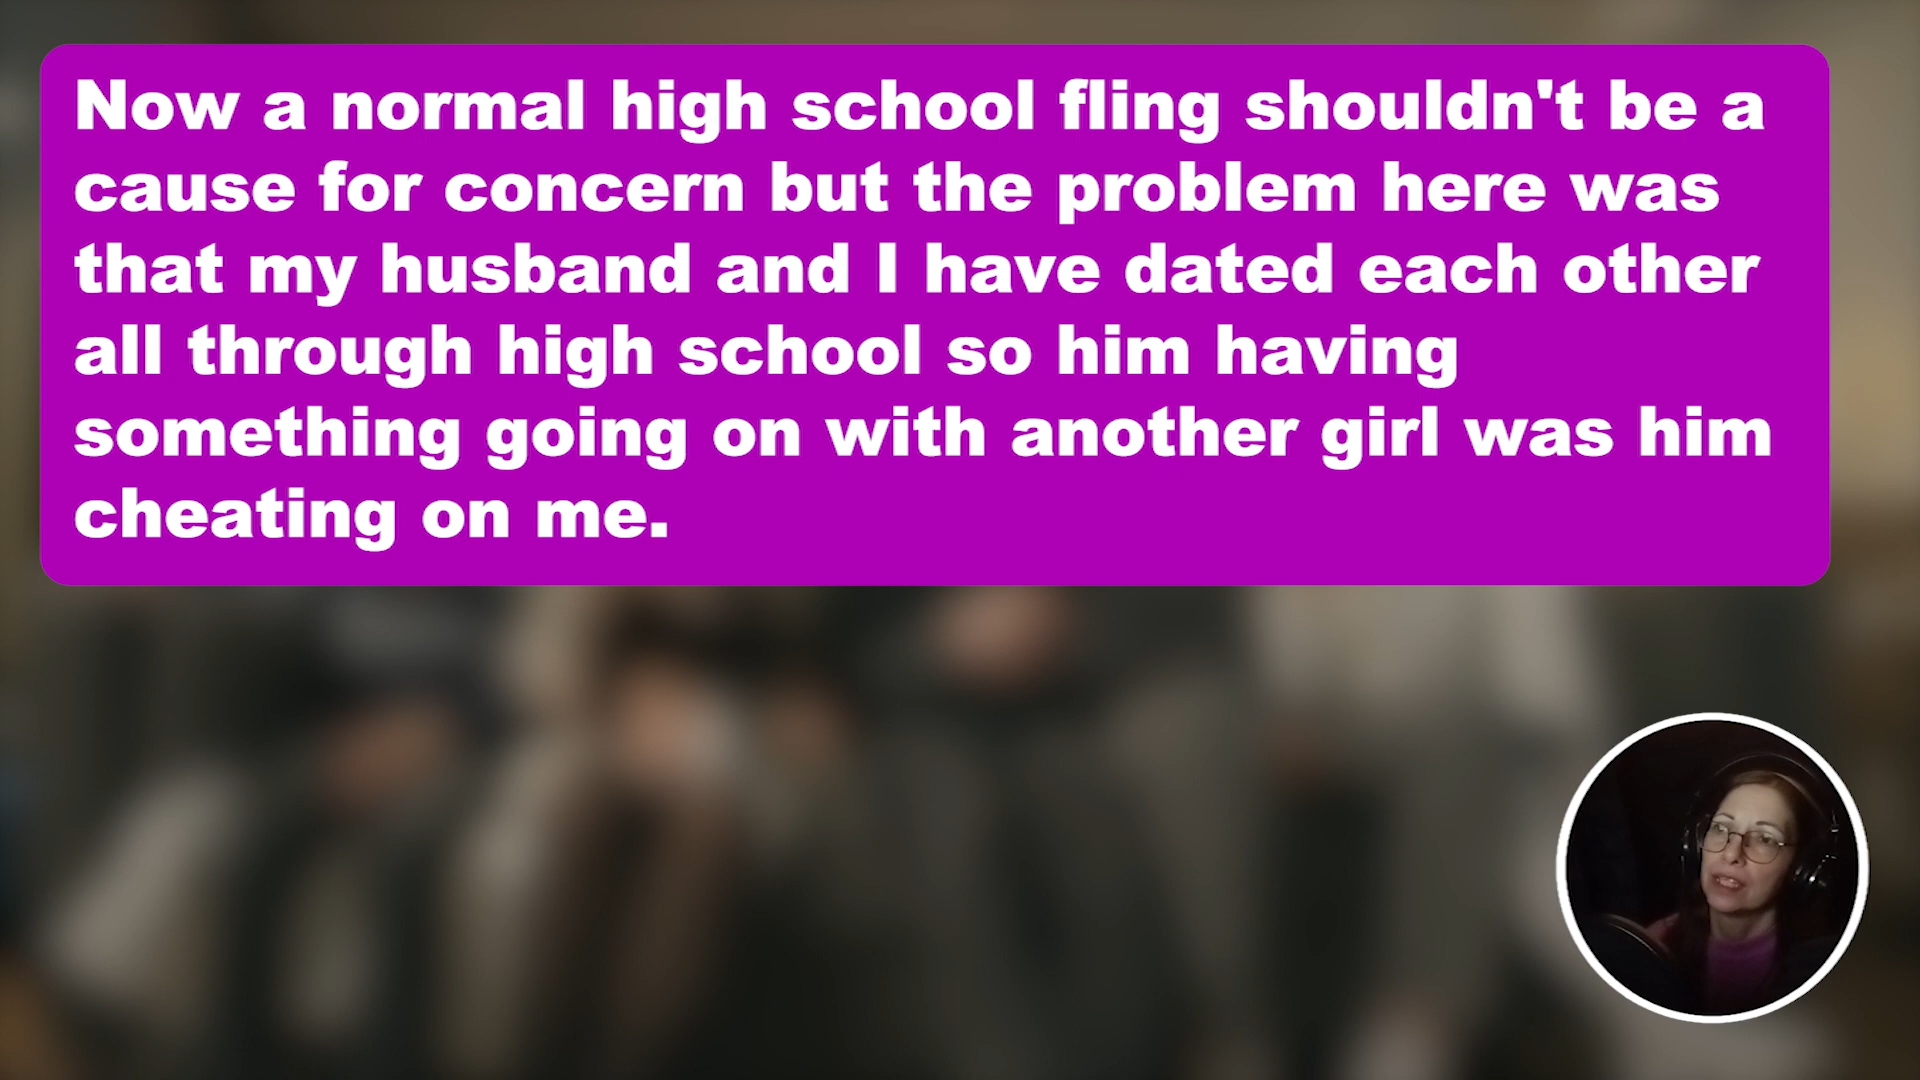 Now a normal high school fling shouldn't be a
cause for concern but the problem here was
that my husband and I have dated each other
all through high school so him having
something going on with another girl was him
cheating on me.